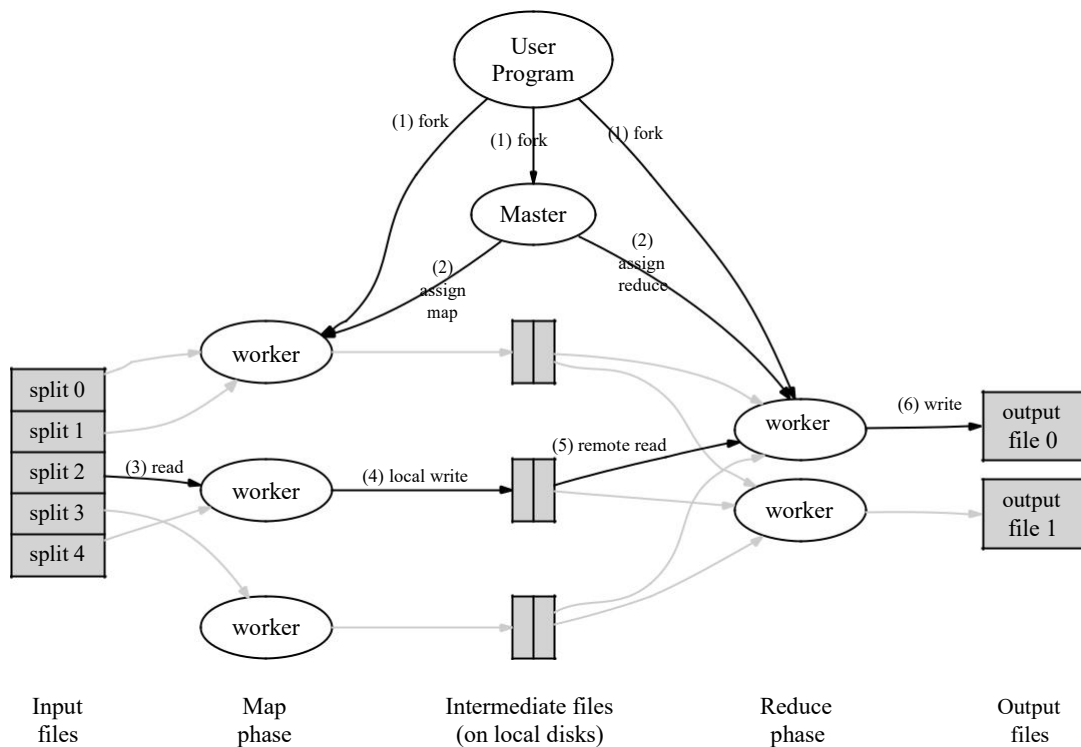 User
Program
(1) fork
(1) fork
(1) fork
Master
(2)
assign
map
(2)
assign
reduce
worker
split 0
split 1
split 2
split 3
split 4
(3) read
worker
(4) local write
(5) remote read
worker
(6) write
output
file 0
worker
output
file 1
worker
Input
files
Map
phase
Intermediate files
(on local disks)
Reduce
phase
Output
files